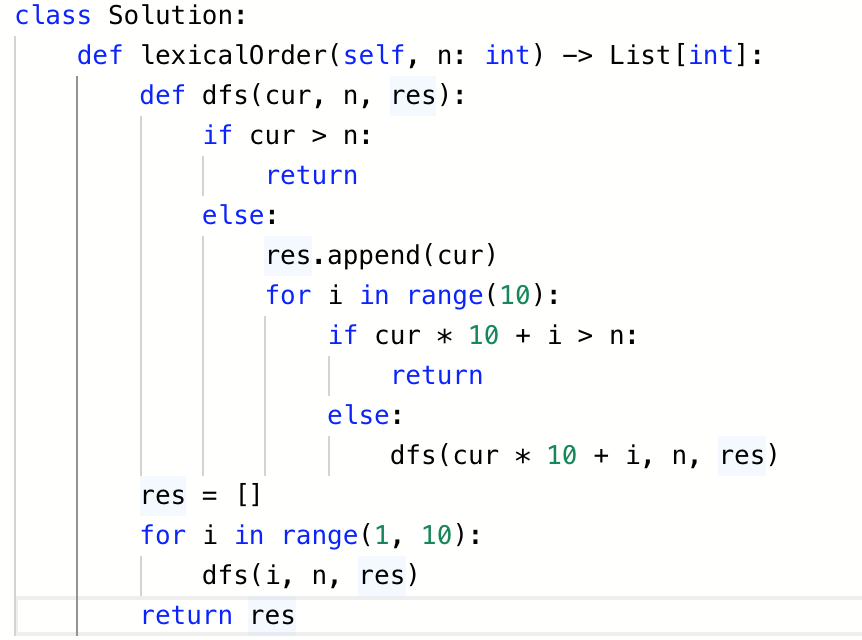 class Solution:
    def lexicalOrder(self, n: int) -> List[int]:
        def dfs(cur, n, res):
            if cur > n:
                return
            else:
                res.append(cur)
                for i in range(10):
                    if cur * 10 + i > n:
                        return
                    else:
                        dfs(cur * 10 + i, n, res)
        res = []
        for i in range(1, 10):
            dfs(i, n, res)
        return res